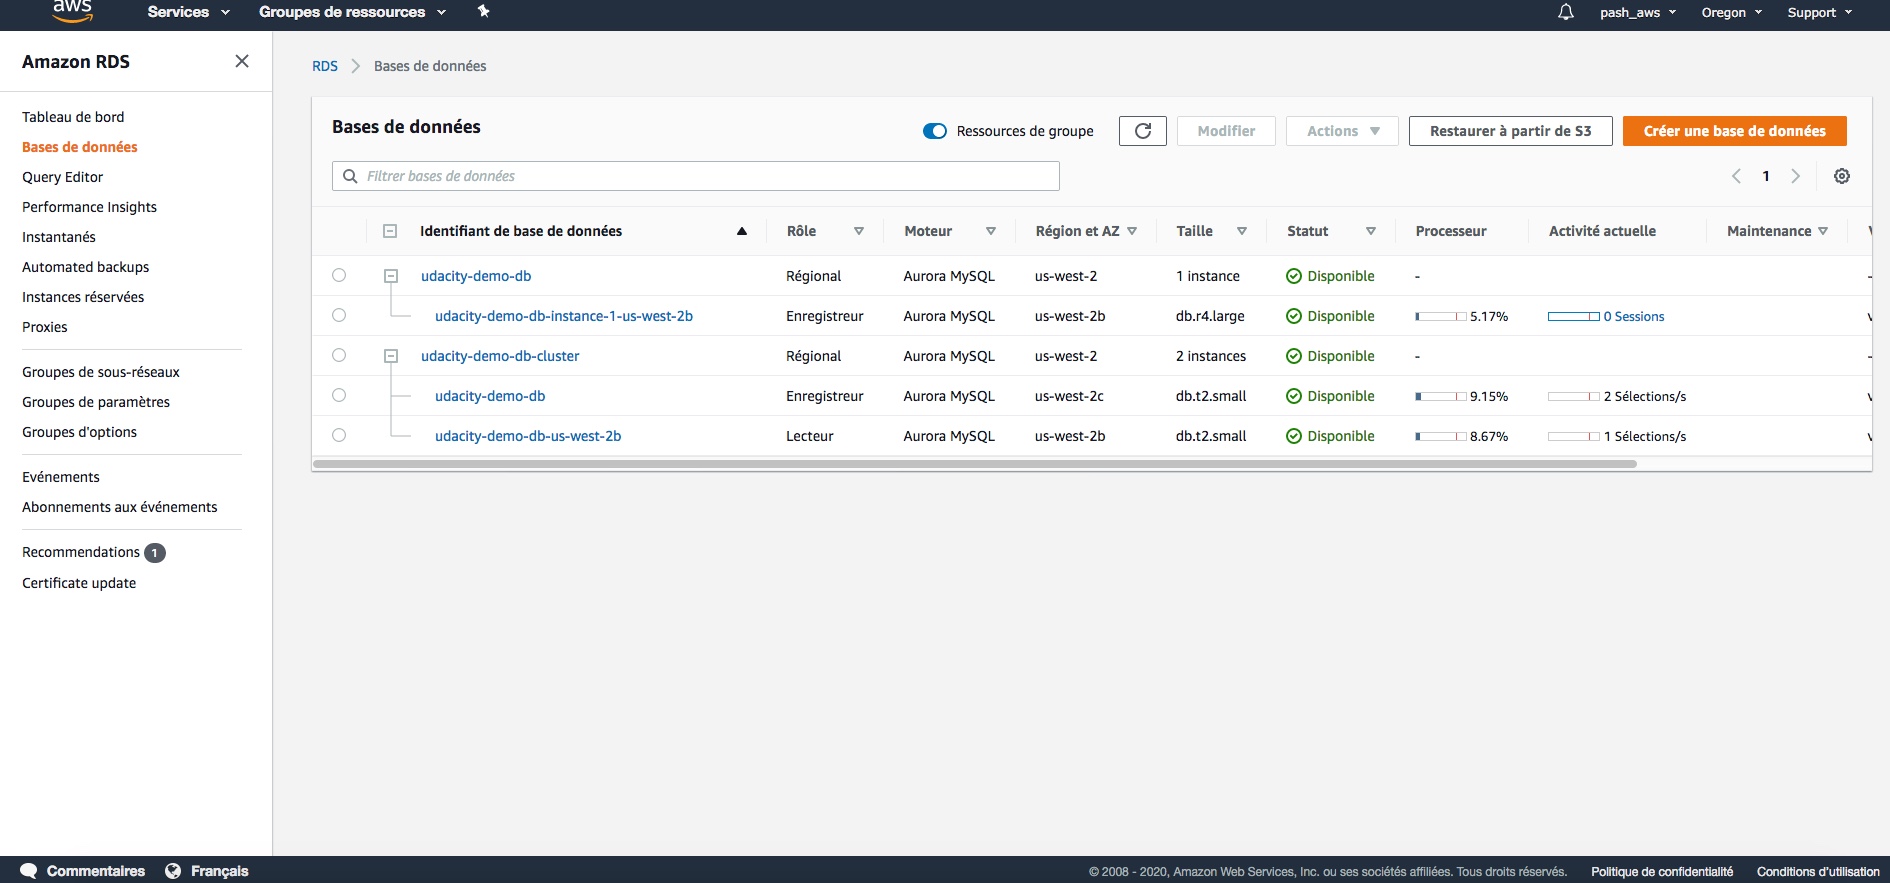 aws Services Groupes de ressources pash_aws Oregon Support
Amazon RDS
Tableau de bord
Bases de données
Query Editor
Performance Insights
Instantanés
Automated backups
Instances réservées
Proxies
Groupes de sous-réseaux
Groupes de paramètres
Groupes d'options
Evénements
Abonnements aux événements
Recommendations 1
Certificate update
RDS > Bases de données
Bases de données Ressources de groupe Modifier Actions Restaurer à partir de S3 Créer une base de données
Filtrer bases de données 1
Identifiant de base de données Rôle Moteur Région et AZ Taille Statut Processeur Activité actuelle Maintenance
udacity-demo-db Régional Aurora MySQL us-west-2 1 instance Disponible -
udacity-demo-db-instance-1-us-west-2b Enregistreur Aurora MySQL us-west-2b db.r4.large Disponible 5.17% 0 Sessions
udacity-demo-db-cluster Régional Aurora MySQL us-west-2 2 instances Disponible -
udacity-demo-db Enregistreur Aurora MySQL us-west-2c db.t2.small Disponible 9.15% 2 Sélections/s
udacity-demo-db-us-west-2b Lecteur Aurora MySQL us-west-2b db.t2.small Disponible 8.67% 1 Sélections/s
Commentaires Français © 2008 - 2020, Amazon Web Services, Inc. ou ses sociétés affiliées. Tous droits réservés. Politique de confidentialité Conditions d'utilisation